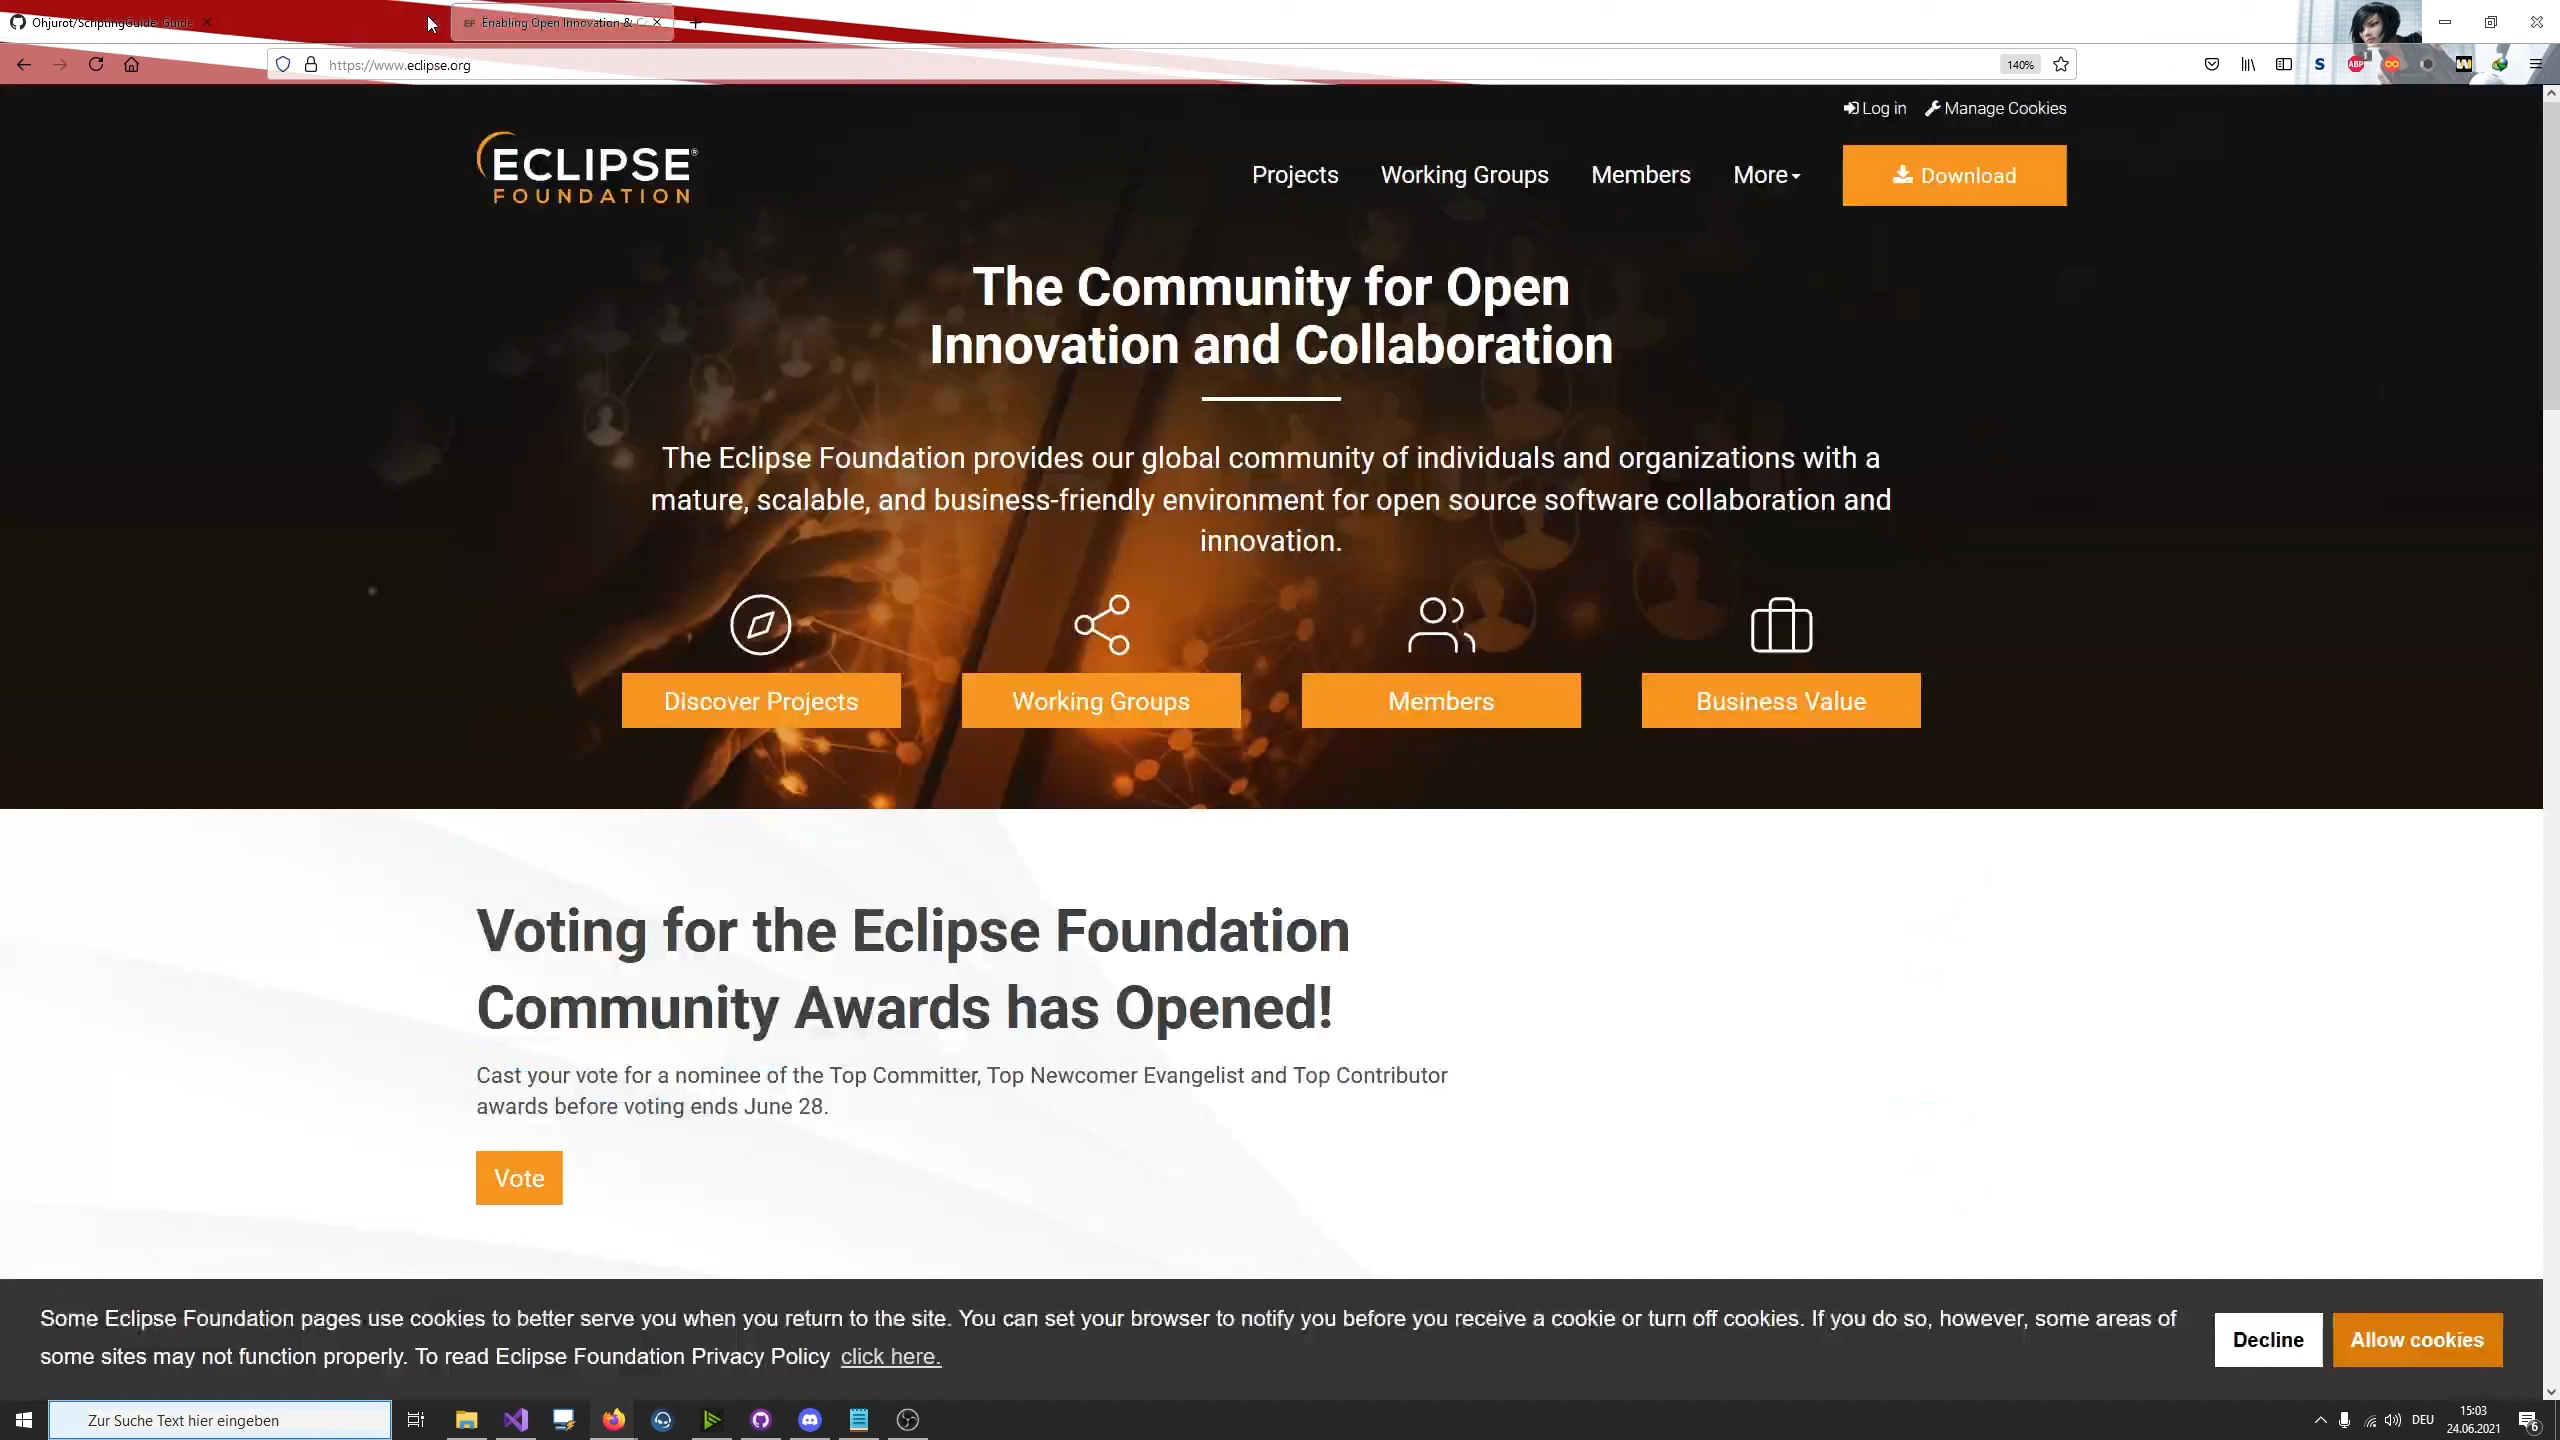 Ohjurot/ScriptingGuide: Guide
Enabling Open Innovation &
https://www.eclipse.org
140%
S
ABP
Log in
Manage Cookies
ECLIPSE®
FOUNDATION
Projects
Working Groups
Members
More
Download
The Community for Open
Innovation and Collaboration
The Eclipse Foundation provides our global community of individuals and organizations with a
mature, scalable, and business-friendly environment for open source software collaboration and
innovation.
Discover Projects
Working Groups
Members
Business Value
Voting for the Eclipse Foundation
Community Awards has Opened!
Cast your vote for a nominee of the Top Committer, Top Newcomer Evangelist and Top Contributor
awards before voting ends June 28.
Vote
Some Eclipse Foundation pages use cookies to better serve you when you return to the site. You can set your browser to notify you before you receive a cookie or turn off cookies. If you do so, however, some areas of
some sites may not function properly. To read Eclipse Foundation Privacy Policy click here.
Decline
Allow cookies
Zur Suche Text hier eingeben
DEU
15:03
24.06.2021
6